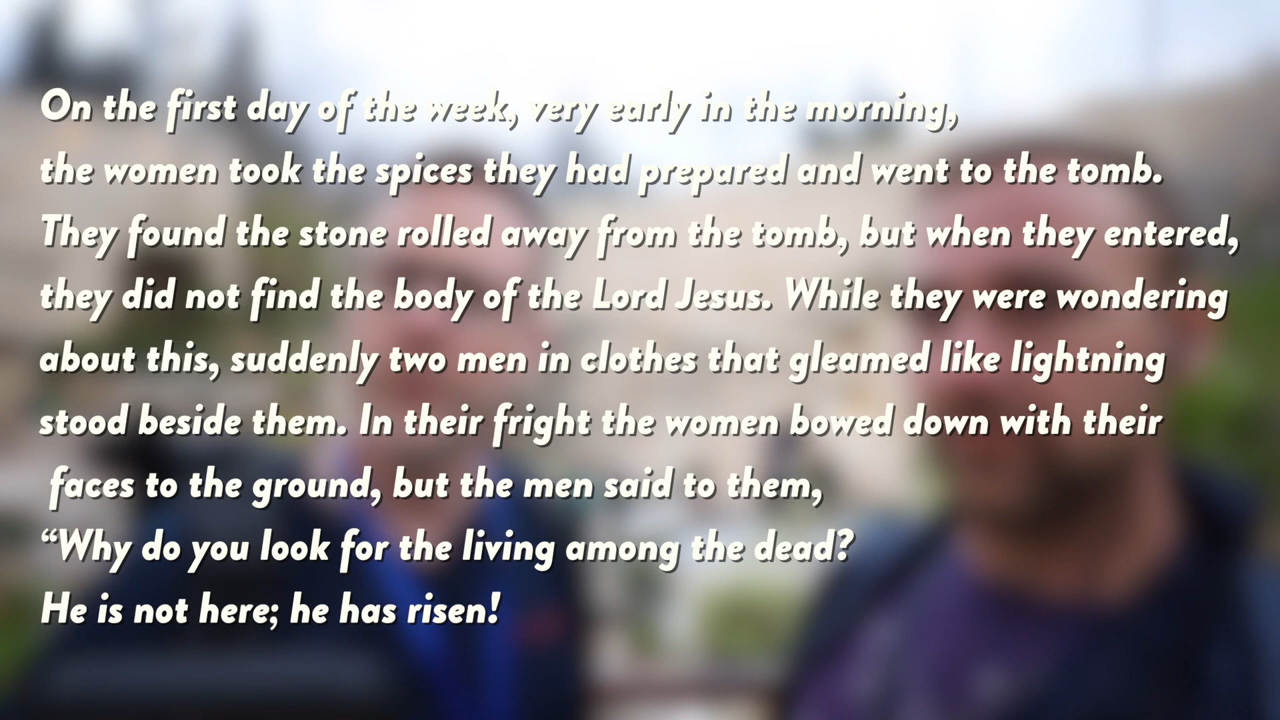 On the first day of the week, very early in the morning,
the women took the spices they had prepared and went to the tomb.
They found the stone rolled away from the tomb, but when they entered,
they did not find the body of the Lord Jesus. While they were wondering
about this, suddenly two men in clothes that gleamed like lightning
stood beside them. In their fright the women bowed down with their
faces to the ground, but the men said to them,
“Why do you look for the living among the dead?
He is not here; he has risen!